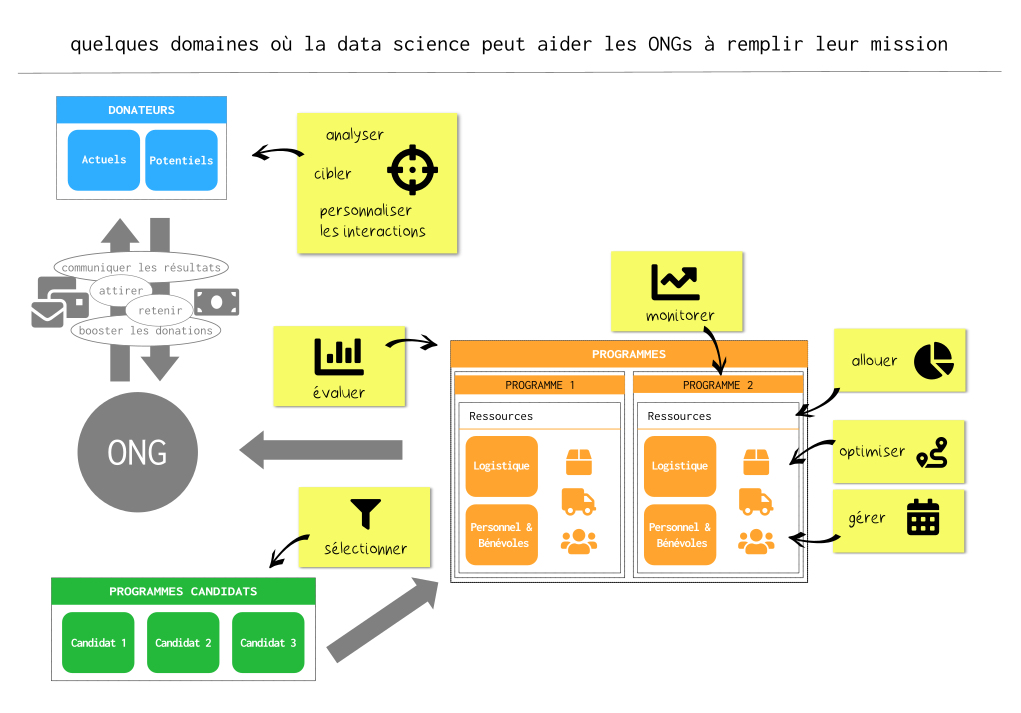 quelques domaines où la data science peut aider les ONGs à remplir leur mission
DONATEURS
Actuels
Potentiels
analyser
cibler
personnaliser
les interactions
communiquer les résultats
attirer
retenir
booster les donations
ONG
évaluer
monitorer
PROGRAMMES
PROGRAMME 1
Ressources
Logistique
Personnel &
Bénévoles
PROGRAMME 2
Ressources
Logistique
Personnel &
Bénévoles
allouer
optimiser
gérer
sélectionner
PROGRAMMES CANDIDATS
Candidat 1
Candidat 2
Candidat 3